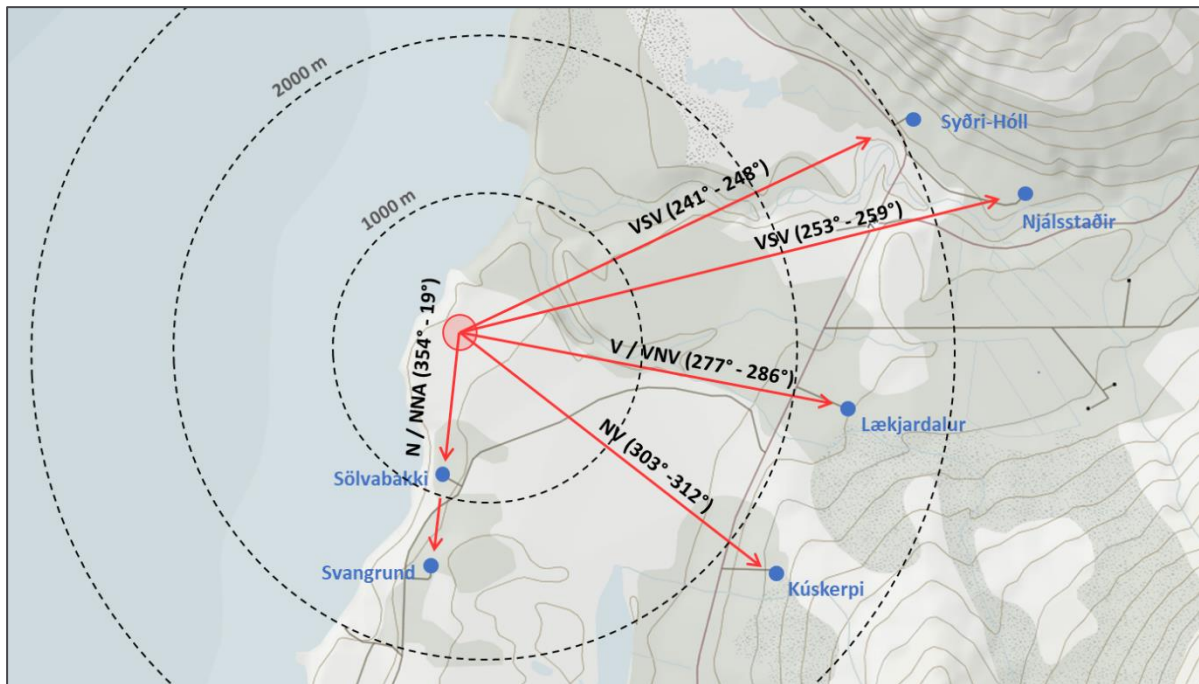 2000 m
1000 m
Syðri-Hóll
VSV (241° - 248°)
Njálsstaðir
VSV (253° - 259°)
N / NNA (354° - 19°)
V / VNV (277° - 286°)
Lækjardalur
NV (303° -312°)
Sölvabakki
Svangrund
Kúskerpi